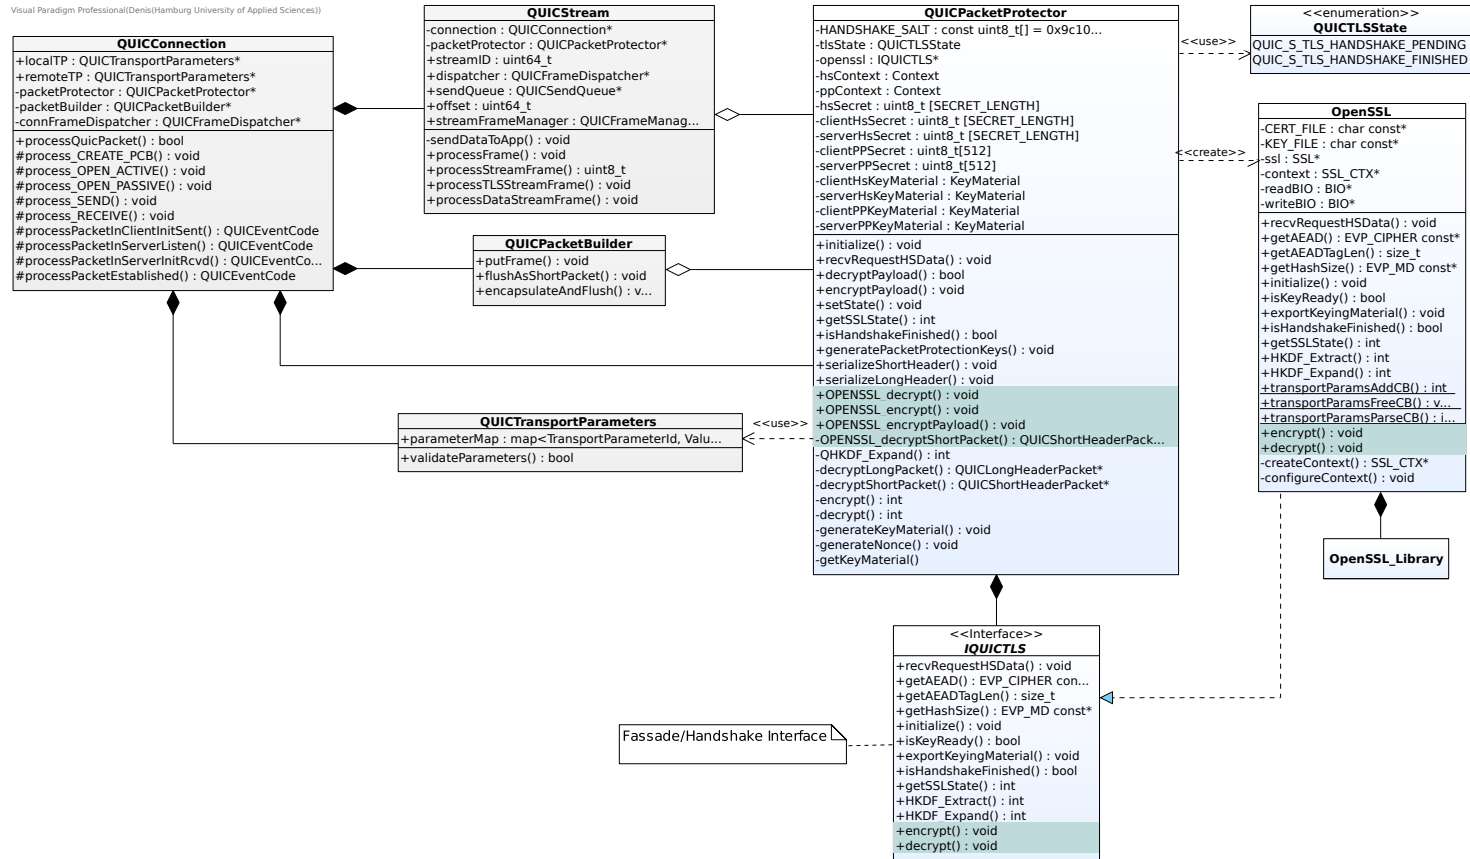 Visual Paradigm Professional(Denis(Hamburg University of Applied Sciences))
QUICConnection
+localTP : QUICTransportParameters*
+remoteTP : QUICTransportParameters*
-packetProtector : QUICPacketProtector*
-packetBuilder : QUICPacketBuilder*
-connFrameDispatcher : QUICFrameDispatcher*
+processQuicPacket() : bool
#process_CREATE_PCB() : void
#process_OPEN_ACTIVE() : void
#process_OPEN_PASSIVE() : void
#process_SEND() : void
#process_RECEIVE() : void
#processPacketInClientInitSent() : QUICEventCode
#processPacketInServerListen() : QUICEventCode
#processPacketInServerInitRcvd() : QUICEventCo...
#processPacketEstablished() : QUICEventCode
QUICStream
-connection : QUICConnection*
-packetProtector : QUICPacketProtector*
+streamID : uint64_t
+dispatcher : QUICFrameDispatcher*
+sendQueue : QUICSendQueue*
+offset : uint64_t
+streamFrameManager : QUICFrameManag...
-sendDataToApp() : void
+processFrame() : void
+processStreamFrame() : uint8_t
+processTLSStreamFrame() : void
+processDataStreamFrame() : void
QUICPacketBuilder
+putFrame() : void
+flushAsShortPacket() : void
+encapsulateAndFlush() : v...
QUICTransportParameters
+parameterMap : map<TransportParameterId, Valu...
+validateParameters() : bool
<<use>>
QUICPacketProtector
-HANDSHAKE_SALT : const uint8_t[] = 0x9c10...
-tlsState : QUICTLSState
-openssl : IQUICTLS*
-hsContext : Context
-ppContext : Context
-hsSecret : uint8_t [SECRET_LENGTH]
-clientHsSecret : uint8_t [SECRET_LENGTH]
-serverHsSecret : uint8_t [SECRET_LENGTH]
-clientPPSecret : uint8_t[512]
-serverPPSecret : uint8_t[512]
-clientHsKeyMaterial : KeyMaterial
-serverHsKeyMaterial : KeyMaterial
-clientPPKeyMaterial : KeyMaterial
-serverPPKeyMaterial : KeyMaterial
+initialize() : void
+recvRequestHSData() : void
+decryptPayload() : bool
+encryptPayload() : void
+setState() : void
+getSSLState() : int
+isHandshakeFinished() : bool
+generatePacketProtectionKeys() : void
+serializeShortHeader() : void
+serializeLongHeader() : void
+OPENSSL_decrypt() : void
+OPENSSL_encrypt() : void
+OPENSSL_encryptPayload() : void
-OPENSSL_decryptShortPacket() : QUICShortHeaderPack...
-QHKDF_Expand() : int
-decryptLongPacket() : QUICLongHeaderPacket*
-decryptShortPacket() : QUICShortHeaderPacket*
-encrypt() : int
-decrypt() : int
-generateKeyMaterial() : void
-generateNonce() : void
-getKeyMaterial()
<<use>>
<<create>>
<<enumeration>>
QUICTLSState
QUIC_S_TLS_HANDSHAKE_PENDING
QUIC_S_TLS_HANDSHAKE_FINISHED
OpenSSL
-CERT_FILE : char const*
-KEY_FILE : char const*
-ssl : SSL*
-context : SSL_CTX*
-readBIO : BIO*
-writeBIO : BIO*
+recvRequestHSData() : void
+getAEAD() : EVP_CIPHER const*
+getAEADTagLen() : size_t
+getHashSize() : EVP_MD const*
+initialize() : void
+isKeyReady() : bool
+exportKeyingMaterial() : void
+isHandshakeFinished() : bool
+getSSLState() : int
+HKDF_Extract() : int
+HKDF_Expand() : int
+transportParamsAddCB() : int
+transportParamsFreeCB() : v...
+transportParamsParseCB() : i...
+encrypt() : void
+decrypt() : void
-createContext() : SSL_CTX*
-configureContext() : void
OpenSSL_Library
<<Interface>>
IQUICTLS
+recvRequestHSData() : void
+getAEAD() : EVP_CIPHER con...
+getAEADTagLen() : size_t
+getHashSize() : EVP_MD const*
+initialize() : void
+isKeyReady() : bool
+exportKeyingMaterial() : void
+isHandshakeFinished() : bool
+getSSLState() : int
+HKDF_Extract() : int
+HKDF_Expand() : int
+encrypt() : void
+decrypt() : void
Fassade/Handshake Interface